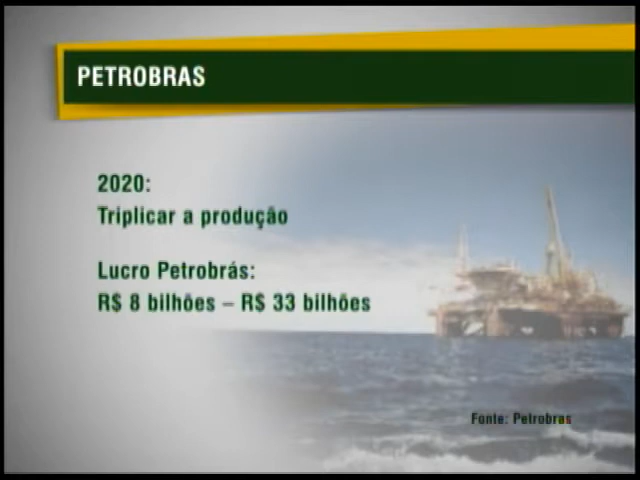 PETROBRAS
2020:
Triplicar a produção
Lucro Petrobrás:
R$ 8 bilhões – R$ 33 bilhões
Fonte: Petrobras